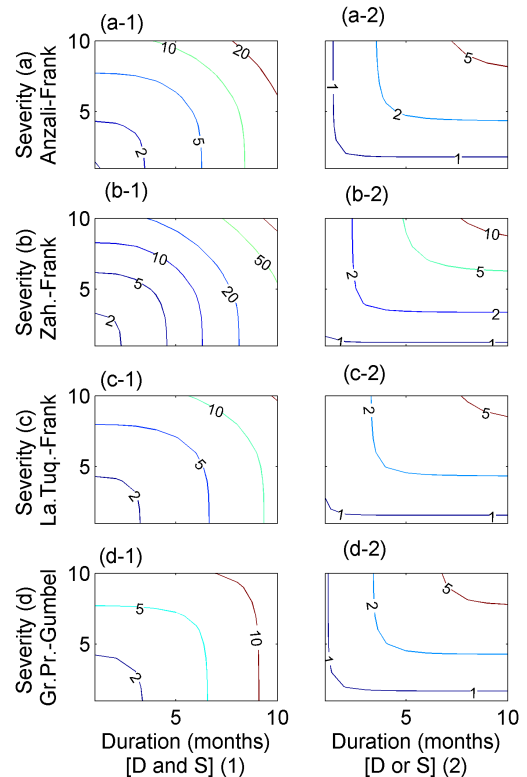 (a-1) (a-2)
Severity (a)
Anzali-Frank
10
5
2
5
10
20
1
2
5
(b-1) (b-2)
Severity (b)
Zah.-Frank
10
5
2
5
10
20
50
1
2
5
10
1
2
1
(c-1) (c-2)
Severity (c)
La.Tuq.-Frank
10
5
2
5
10
1
2
2
5
1
(d-1) (d-2)
Severity (d)
Gr.Pr.-Gumbel
10
5
2
5
10
1
2
2
5
1
5 10 5 10
Duration (months) Duration (months)
[D and S] (1) [D or S] (2)